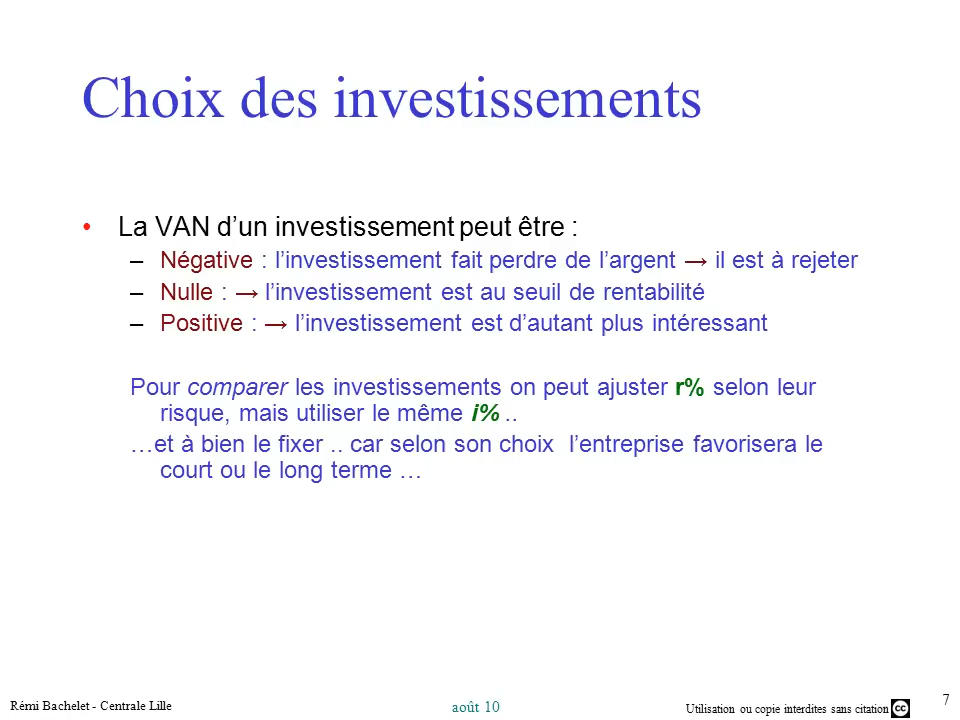 Choix des investissements
• La VAN d’un investissement peut être :
– Négative : l’investissement fait perdre de l’argent → il est à rejeter
– Nulle : → l’investissement est au seuil de rentabilité
– Positive : → l’investissement est d’autant plus intéressant
Pour comparer les investissements on peut ajuster r% selon leur
risque, mais utiliser le même i% ..
…et à bien le fixer .. car selon son choix l’entreprise favorisera le
court ou le long terme …
Rémi Bachelet - Centrale Lille
août 10
Utilisation ou copie interdites sans citation
cc
7